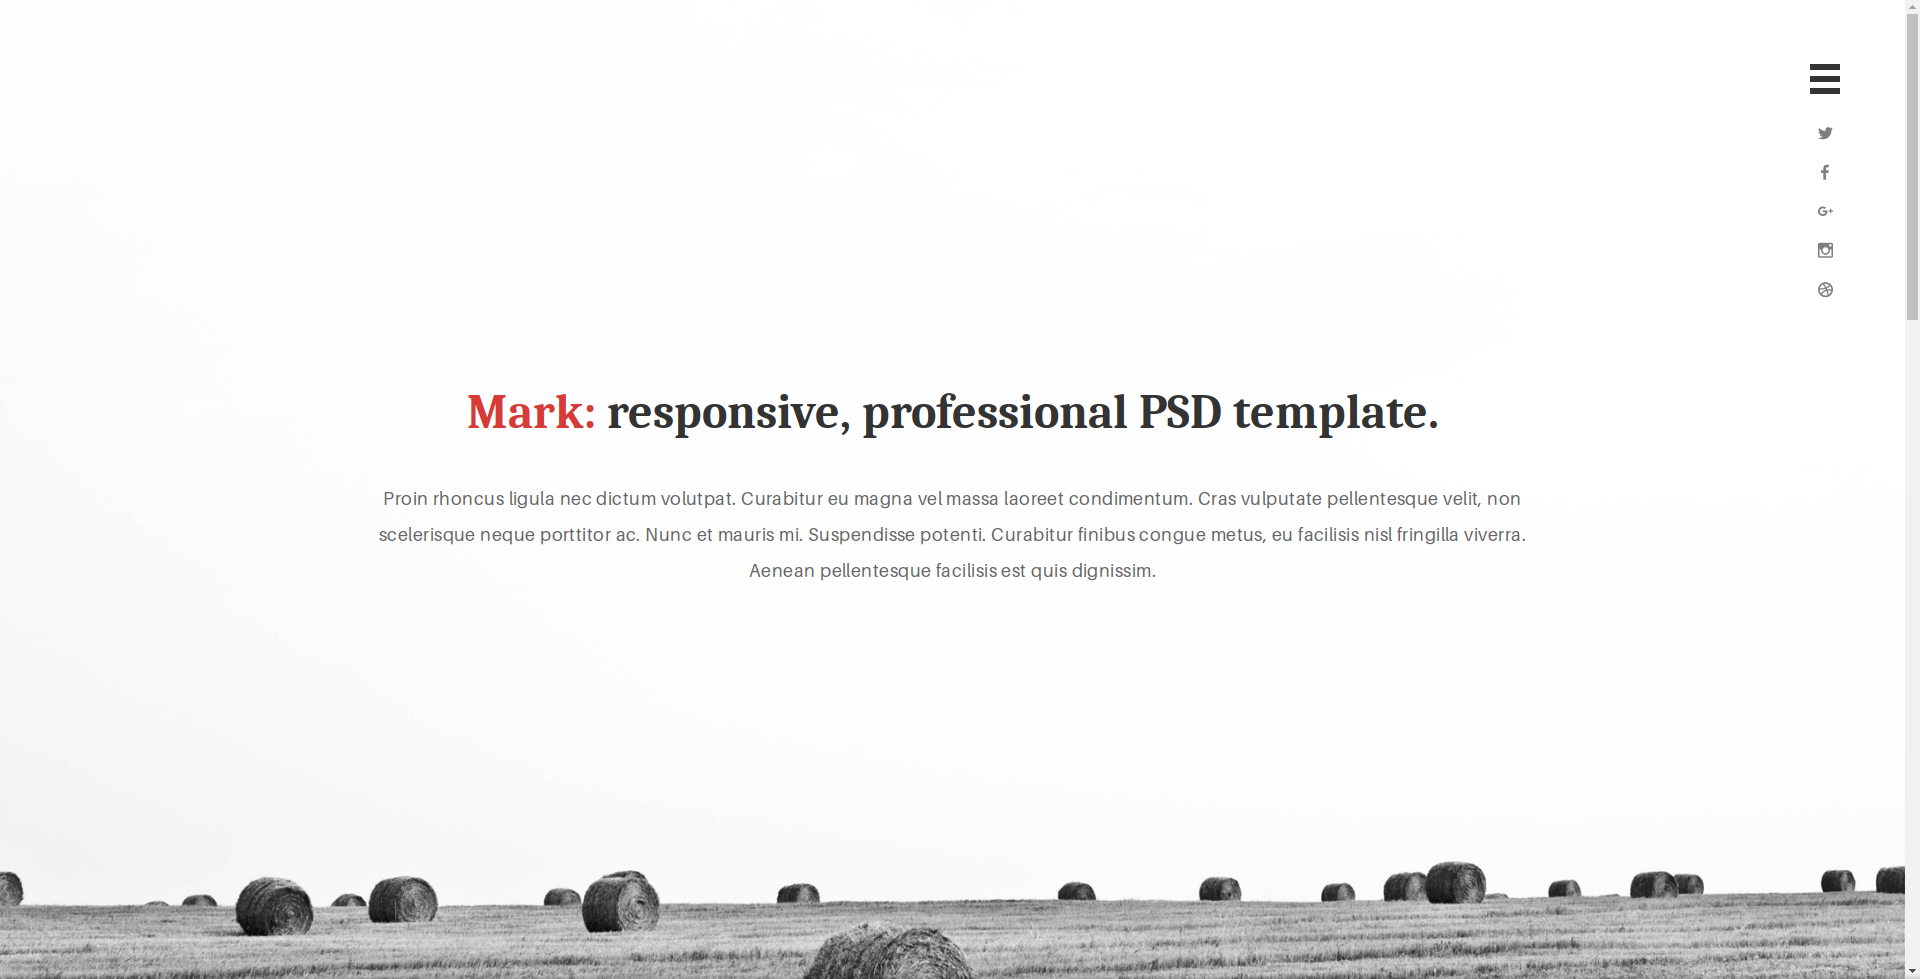 Mark: responsive, professional PSD template.
Proin rhoncus ligula nec dictum volutpat. Curabitur eu magna vel massa laoreet condimentum. Cras vulputate pellentesque velit, non
scelerisque neque porttitor ac. Nunc et mauris mi. Suspendisse potenti. Curabitur finibus congue metus, eu facilisis nisl fringilla viverra.
Aenean pellentesque facilisis est quis dignissim.